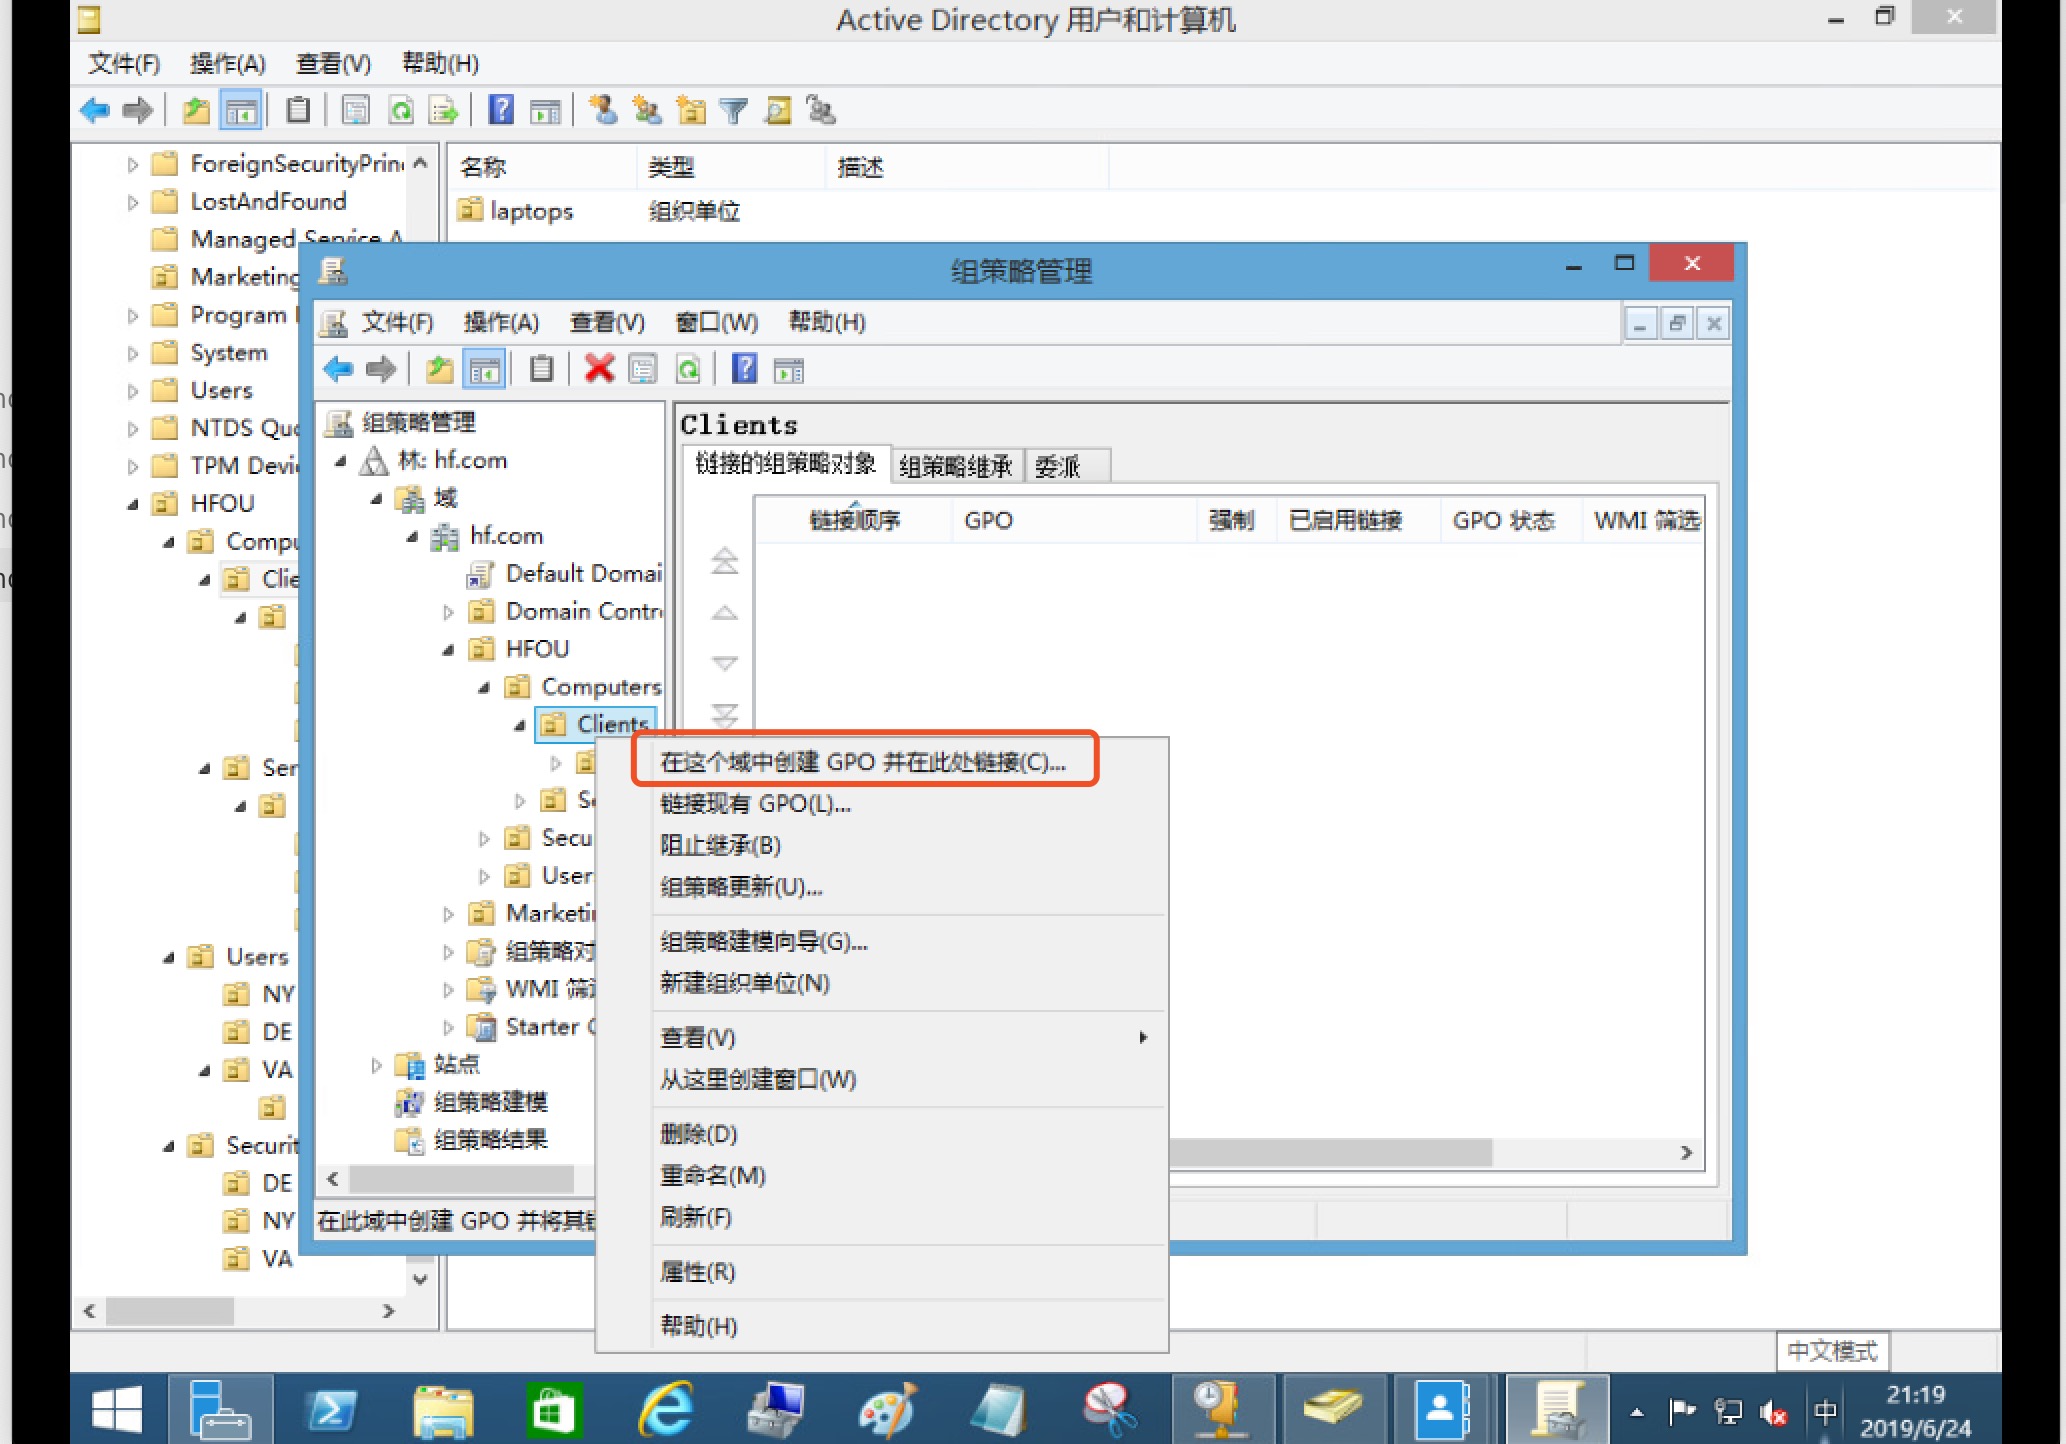 Active Directory 用户和计算机
文件(F) 操作(A) 查看(V) 帮助(H)
ForeignSecurityPrin
LostAndFound
Managed Service A
Marketing
Program
System
Users
NTDS Quo
TPM Devi
HFOU
Compu
Clie
Ser
Users
NY
DE
VA
Securit
DE
NY
VA
名称 类型 描述
laptops 组织单位
组策略管理
文件(F) 操作(A) 查看(V) 窗口(W) 帮助(H)
组策略管理
林: hf.com
域
hf.com
Default Domai
Domain Contr
HFOU
Computers
Clients
Secu
User
Marketi
组策略对
WMI 筛
Starter
站点
组策略建模
组策略结果
在此域中创建 GPO 并将其
Clients
链接的组策略对象 组策略继承 委派
链接顺序 GPO 强制 已启用链接 GPO 状态 WMI 筛选
在这个域中创建 GPO 并在此处链接(C)...
链接现有 GPO(L)...
阻止继承(B)
组策略更新(U)...
组策略建模向导(G)...
新建组织单位(N)
查看(V)
从这里创建窗口(W)
删除(D)
重命名(M)
刷新(F)
属性(R)
帮助(H)
中文模式
中
21:19
2019/6/24